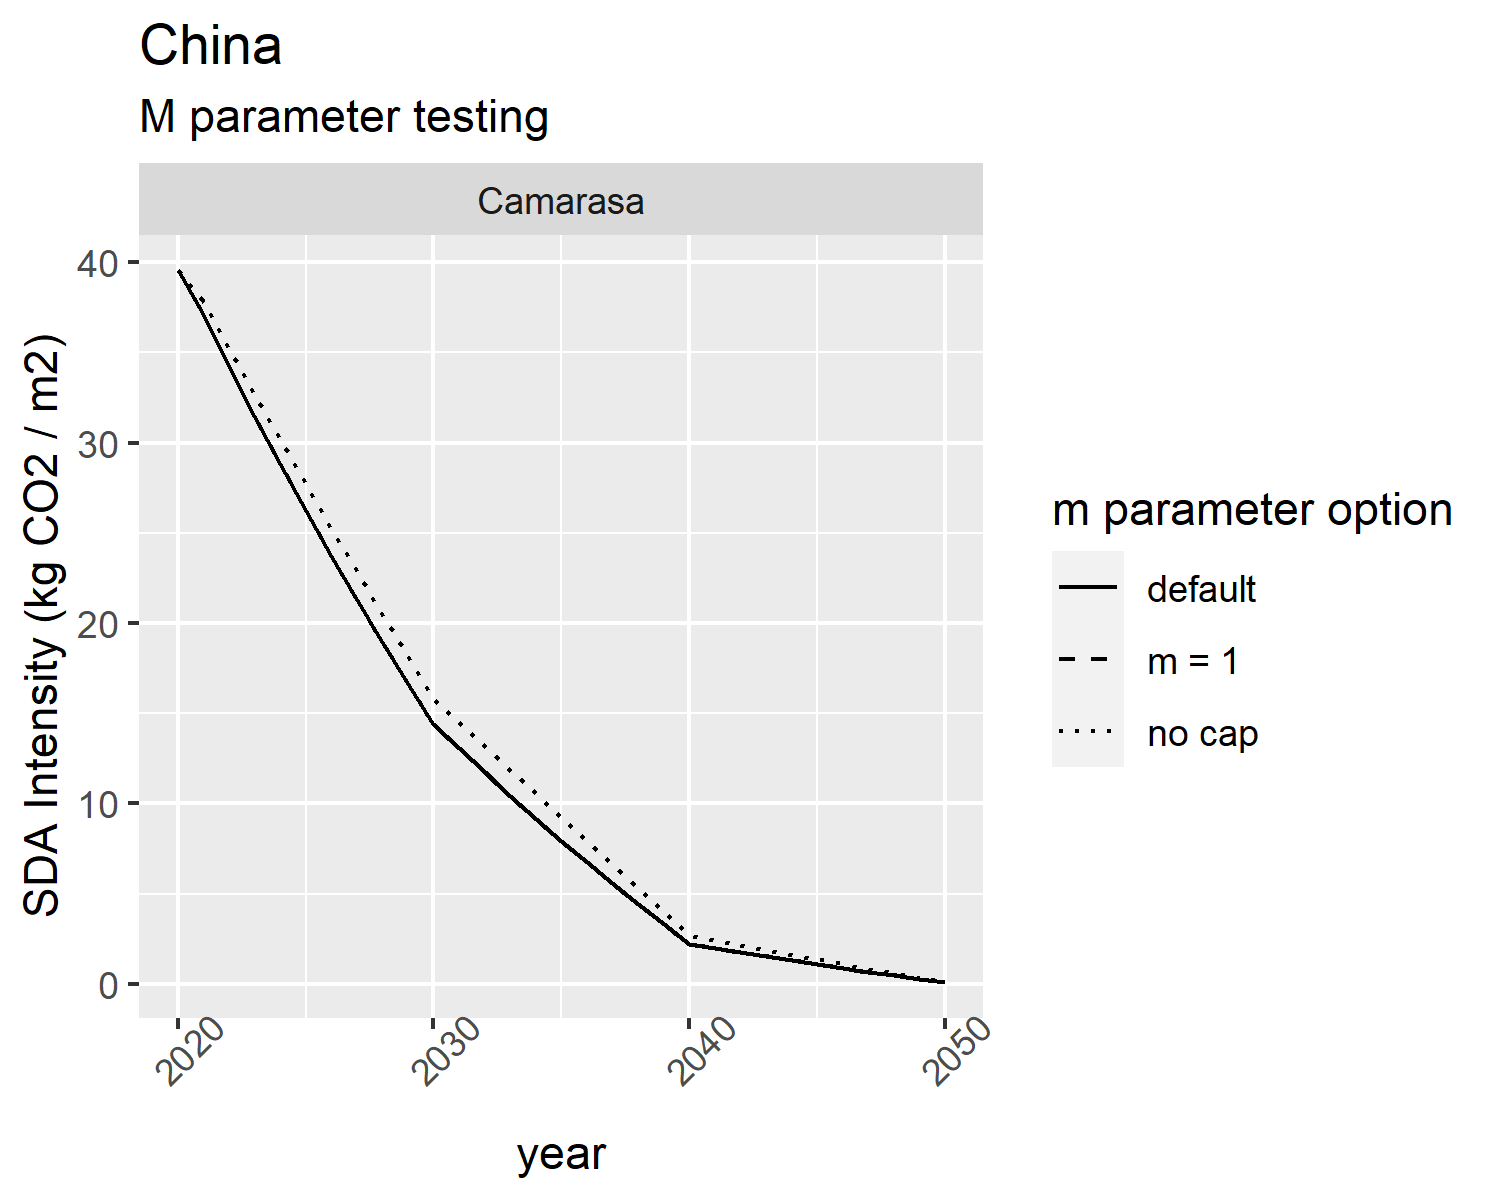 China
M parameter testing
Camarasa
SDA Intensity (kg CO2 / m2)
40
30
20
10
0
2020
2030
2040
2050
year
m parameter option
default
m = 1
no cap